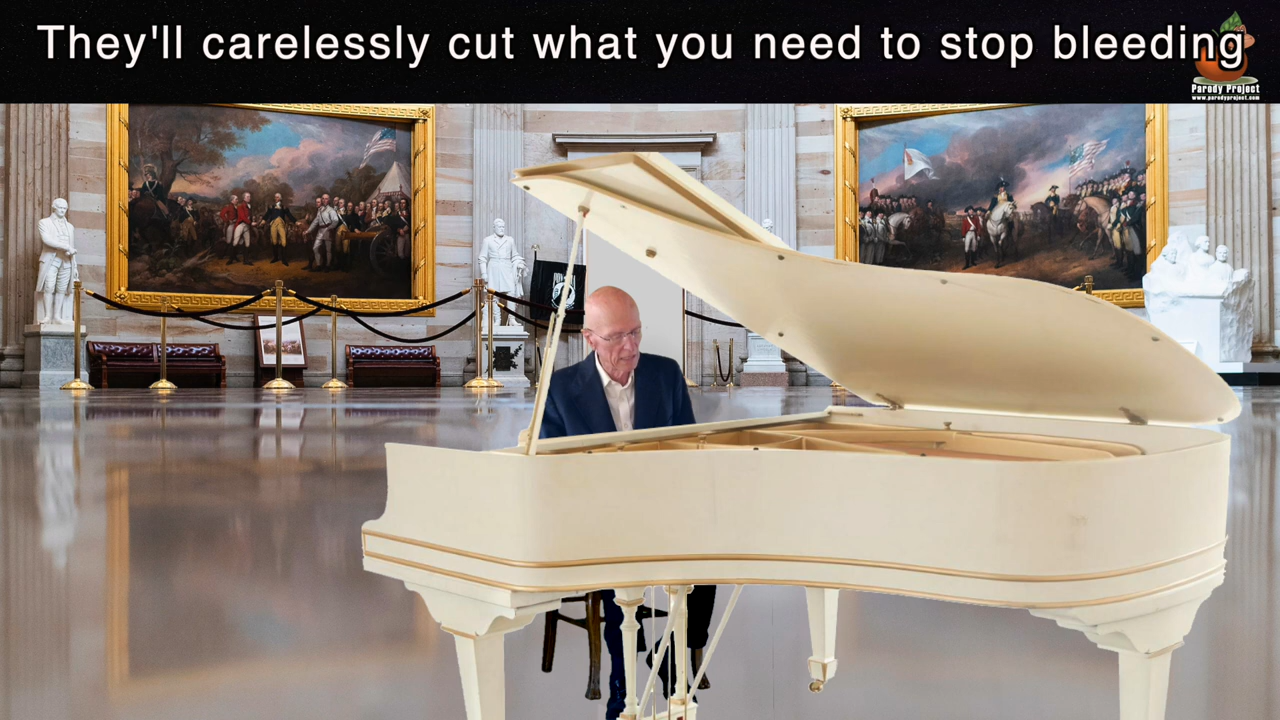 They'll carelessly cut what you need to stop bleeding
Parody Project
www.parodyproject.com